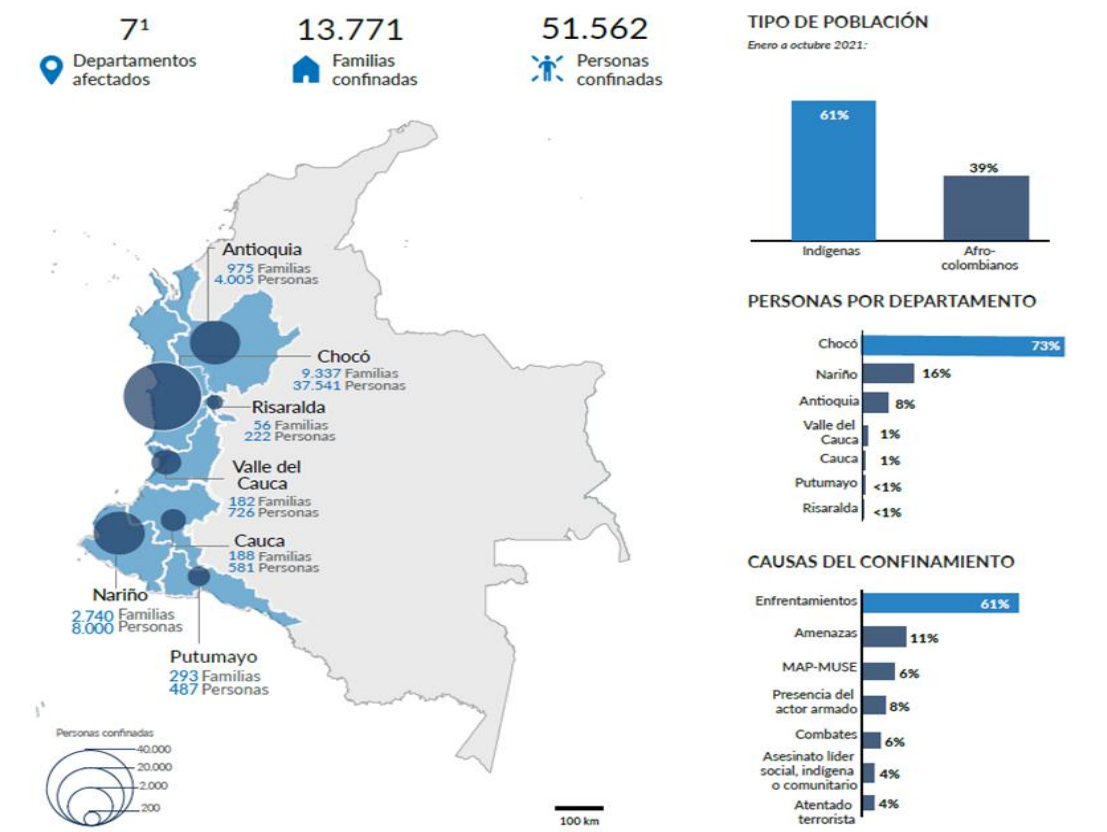 7¹
Departamentos
afectados
13.771
Familias
confinadas
51.562
Personas
confinadas
Antioquia
975 Familias
4.005 Personas
Chocó
9.337 Familias
37.541 Personas
Risaralda
56 Familias
222 Personas
Valle del
Cauca
182 Familias
726 Personas
Cauca
188 Familias
581 Personas
Nariño
2.740 Familias
8.000 Personas
Putumayo
293 Familias
487 Personas
Personas confinadas
40.000
20.000
2.000
200
100 km
TIPO DE POBLACIÓN
Enero a octubre 2021:
61%
39%
Indígenas
Afro-
colombianos
PERSONAS POR DEPARTAMENTO
Chocó 73%
Nariño 16%
Antioquia 8%
Valle del
Cauca 1%
Cauca 1%
Putumayo <1%
Risaralda <1%
CAUSAS DEL CONFINAMIENTO
Enfrentamientos 61%
Amenazas 11%
MAP-MUSE 6%
Presencia del
actor armado 8%
Combates 6%
Asesinato líder
social, indígena 4%
o comunitario
Atentado 4%
terrorista